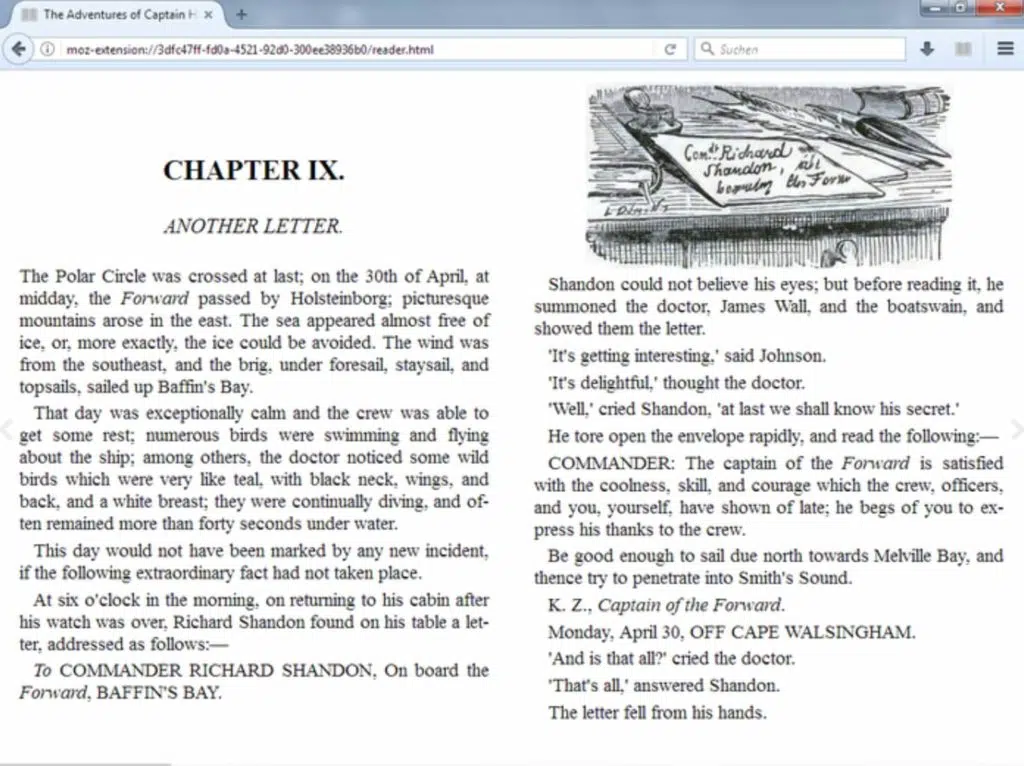 The Adventures of Captain H
moz-extension://3dfc47ff-fd0a-4521-92d0-300ee38936b0/reader.html
Suchen
CHAPTER IX.
ANOTHER LETTER.
The Polar Circle was crossed at last; on the 30th of April, at
midday, the Forward passed by Holsteinborg; picturesque
mountains arose in the east. The sea appeared almost free of
ice, or, more exactly, the ice could be avoided. The wind was
from the southeast, and the brig, under foresail, staysail, and
topsails, sailed up Baffin's Bay.
That day was exceptionally calm and the crew was able to
get some rest; numerous birds were swimming and flying
about the ship; among others, the doctor noticed some wild
birds which were very like teal, with black neck, wings, and
back, and a white breast; they were continually diving, and of-
ten remained more than forty seconds under water.
This day would not have been marked by any new incident,
if the following extraordinary fact had not taken place.
At six o'clock in the morning, on returning to his cabin after
his watch was over, Richard Shandon found on his table a let-
ter, addressed as follows:—
To COMMANDER RICHARD SHANDON, On board the
Forward, BAFFIN'S BAY.
Richard
Shandon,
Shandon could not believe his eyes; but before reading it, he
summoned the doctor, James Wall, and the boatswain, and
showed them the letter.
'It's getting interesting,' said Johnson.
'It's delightful,' thought the doctor.
'Well,' cried Shandon, 'at last we shall know his secret.'
He tore open the envelope rapidly, and read the following:—
COMMANDER: The captain of the Forward is satisfied
with the coolness, skill, and courage which the crew, officers,
and you, yourself, have shown of late; he begs of you to ex-
press his thanks to the crew.
Be good enough to sail due north towards Melville Bay, and
thence try to penetrate into Smith's Sound.
K. Z., Captain of the Forward.
Monday, April 30, OFF CAPE WALSINGHAM.
'And is that all?' cried the doctor.
'That's all,' answered Shandon.
The letter fell from his hands.